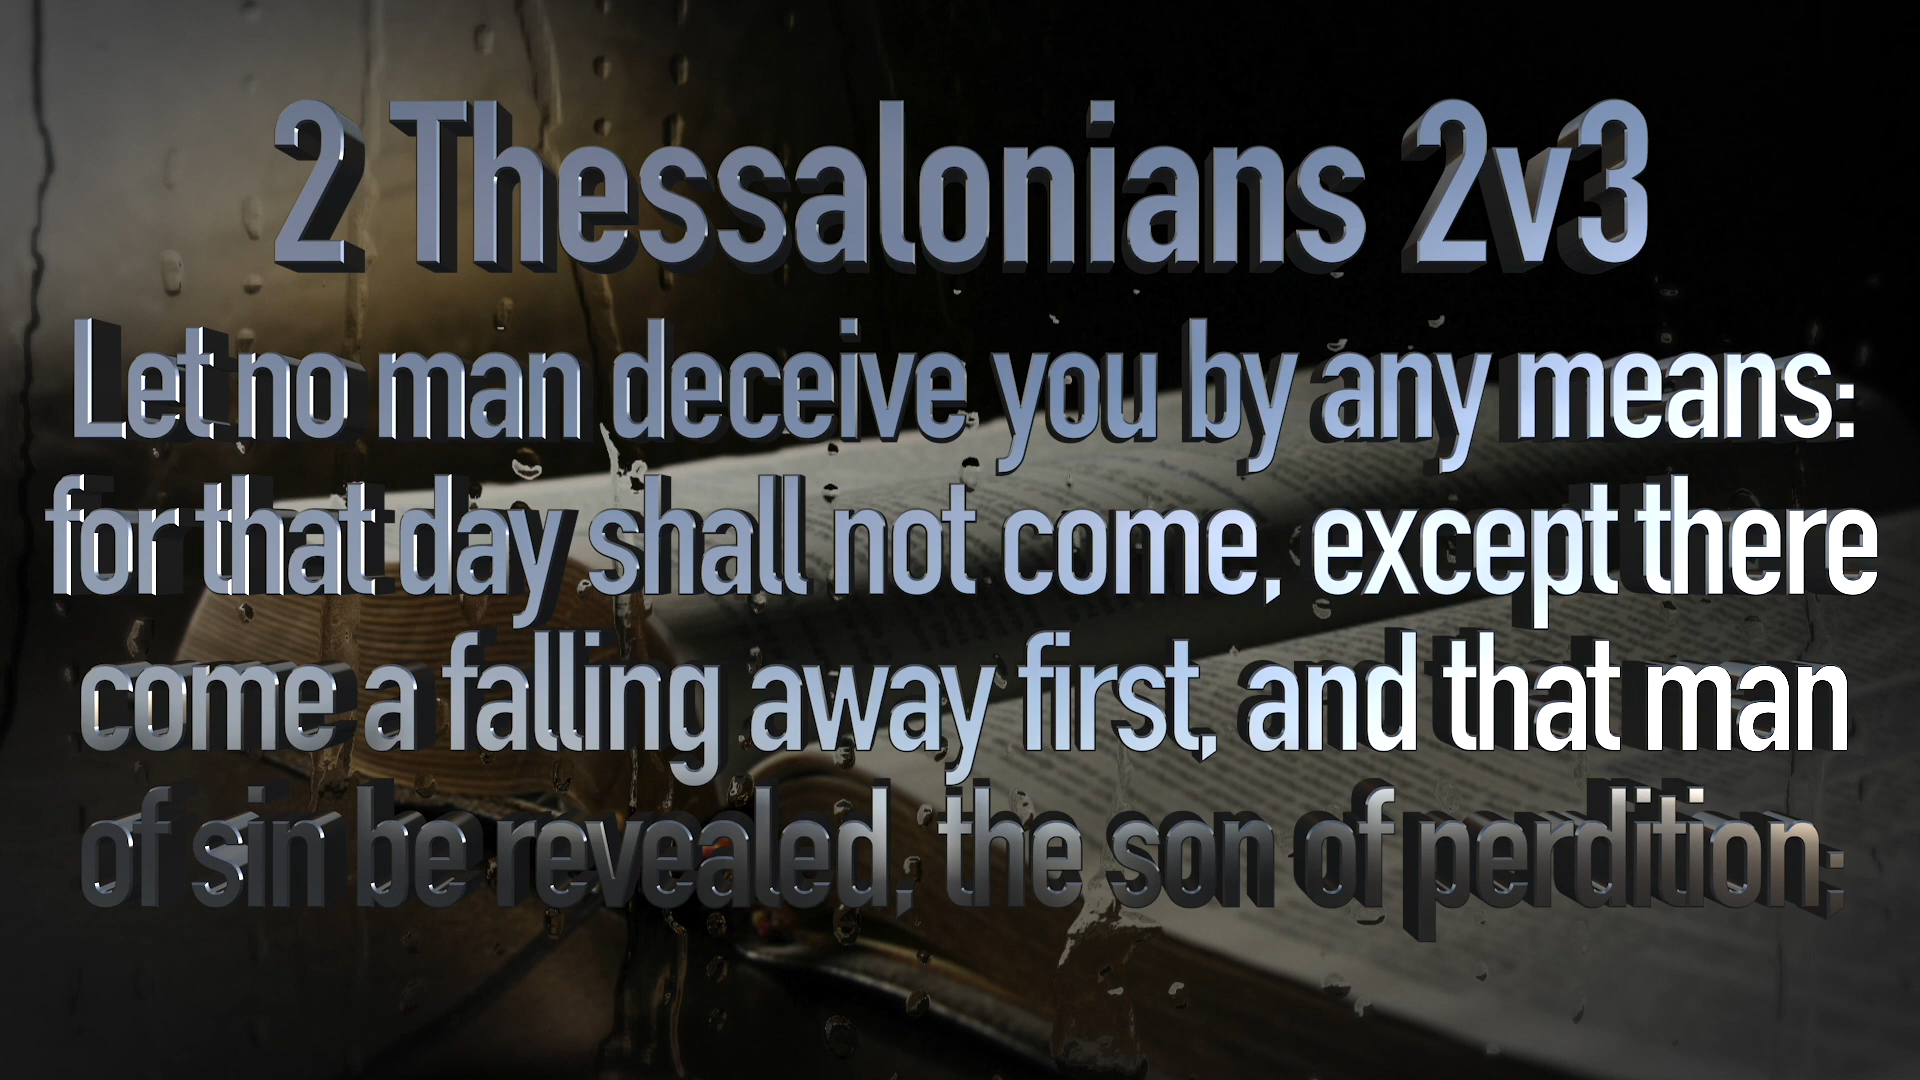 2 Thessalonians 2v3
Let no man deceive you by any means:
for that day shall not come, except there
come a falling away first, and that man
of sin be revealed, the son of perdition;